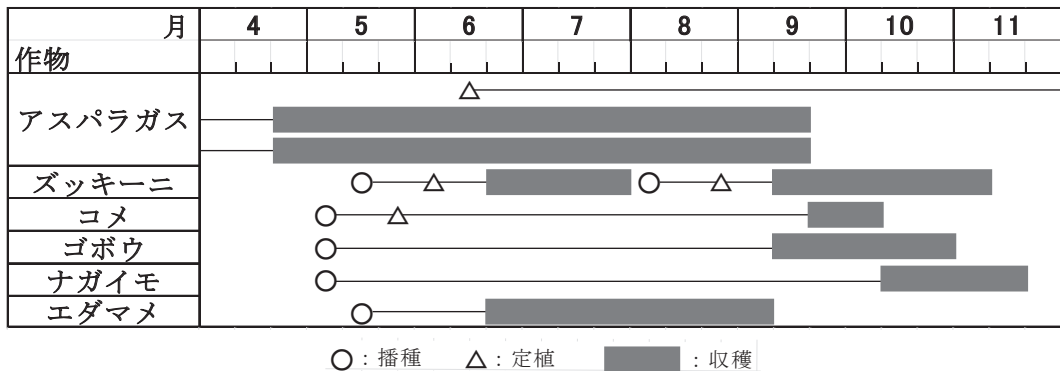 月 4 5 6 7 8 9 10 11
作物
アスパラガス
ズッキーニ
コメ
ゴボウ
ナガイモ
エダマメ
○：播種 △：定植 ：収穫